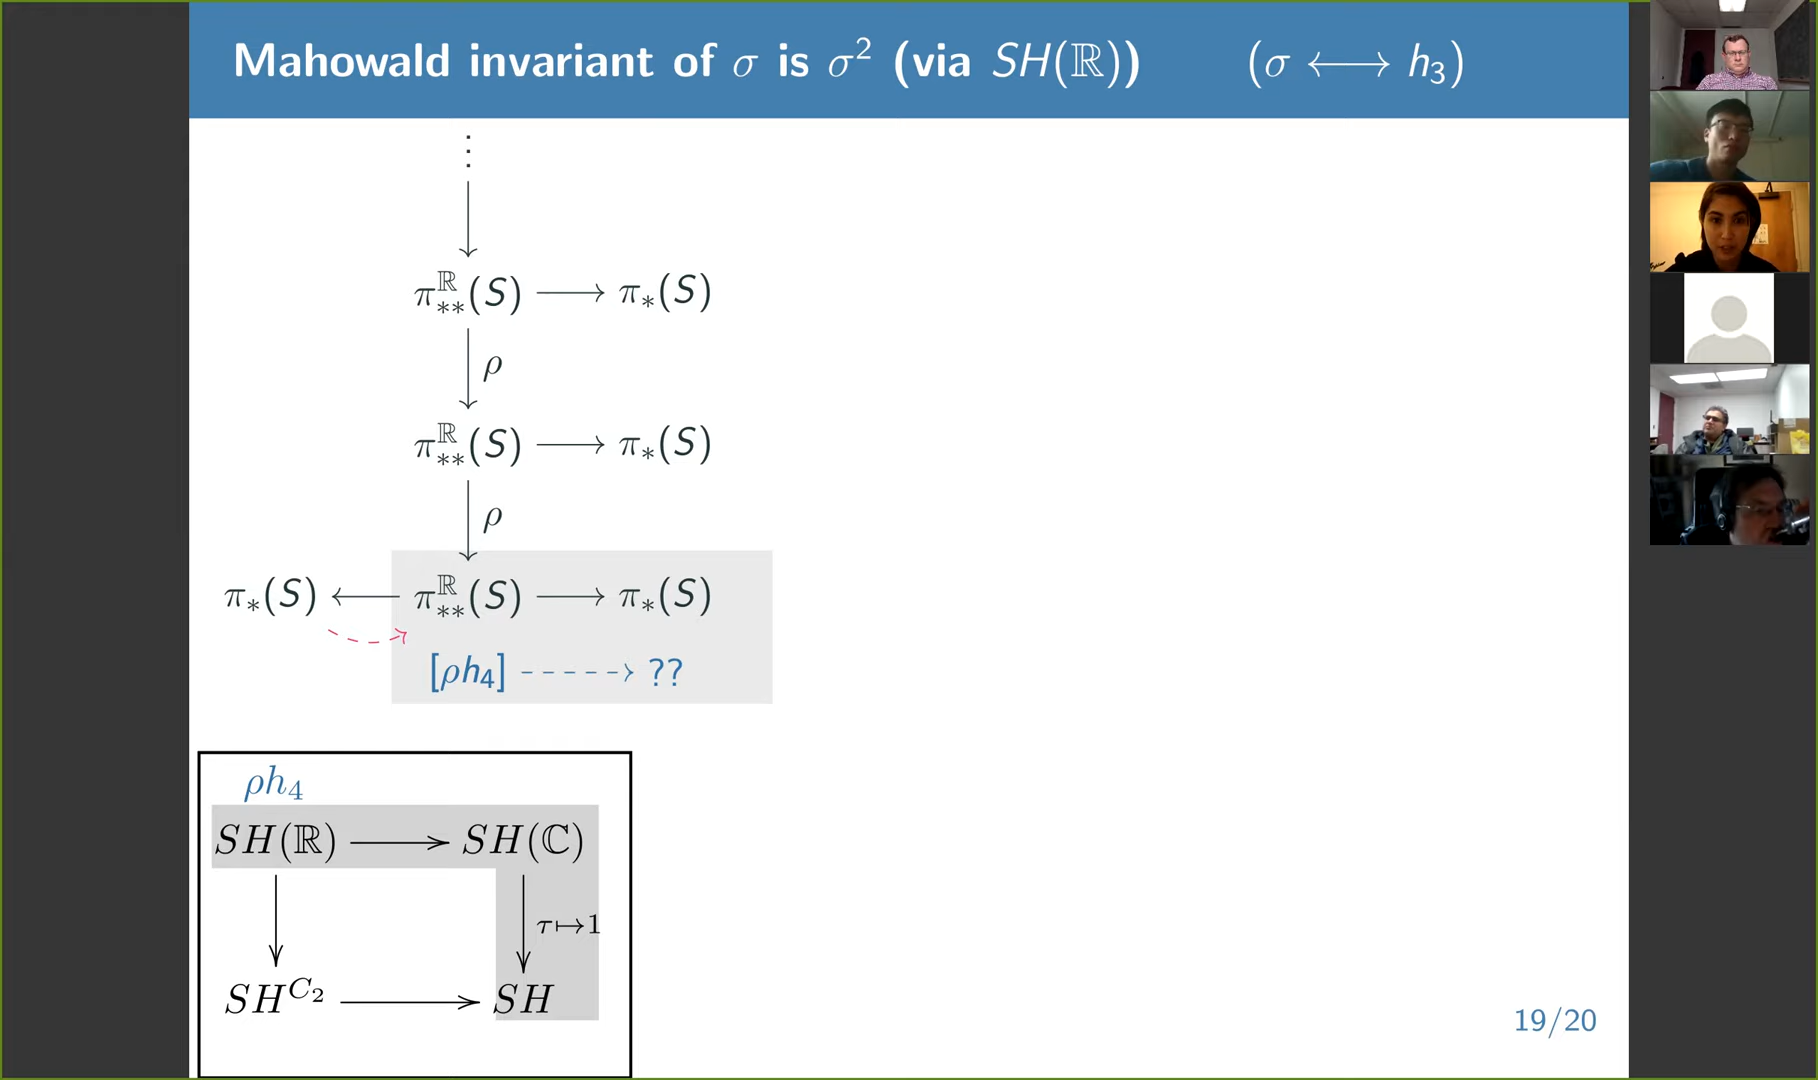 Mahowald invariant of σ is σ² (via SH(ℝ)) (σ ⟷ h₃)
⋮
π^ℝ_**(S) ⟶ π_*(S)
ρ
π^ℝ_**(S) ⟶ π_*(S)
ρ
π_*(S) ⟵ π^ℝ_**(S) ⟶ π_*(S)
[ρh₄] ⇢ ??
ρh₄
SH(ℝ) ⟶ SH(ℂ)
τ↦1
SH^{C₂} ⟶ SH
19/20